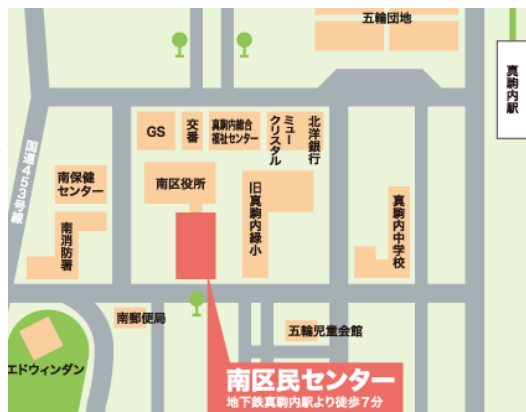 五輪団地
真駒内駅
国道453号線
GS
交番
真駒内総合
福祉センター
ミュー
クリスタル
北洋銀行
南保健
センター
南区役所
旧真駒内緑小
真駒内中学校
南消防署
南郵便局
五輪児童会館
エドウィンダン
南区民センター
地下鉄真駒内駅より徒歩7分